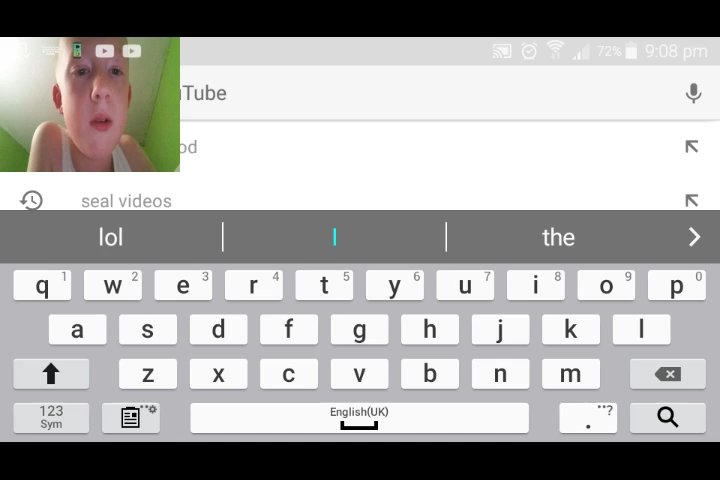 72% 9:08 pm
uTube
od
seal videos
lol I the
q 1 w 2 e 3 r 4 t 5 y 6 u 7 i 8 o 9 p 0
a s d f g h j k l
z x c v b n m
123 English(UK) . ?
Sym